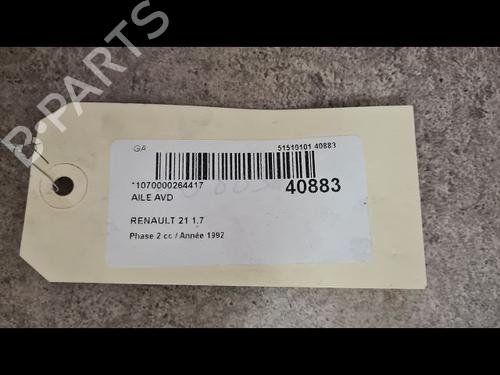 B-PARTS
GA 51510101 40883
*1070000264417 40883
AILE AVD
RENAULT 21 1.7
Phase 2 cc / Année 1992